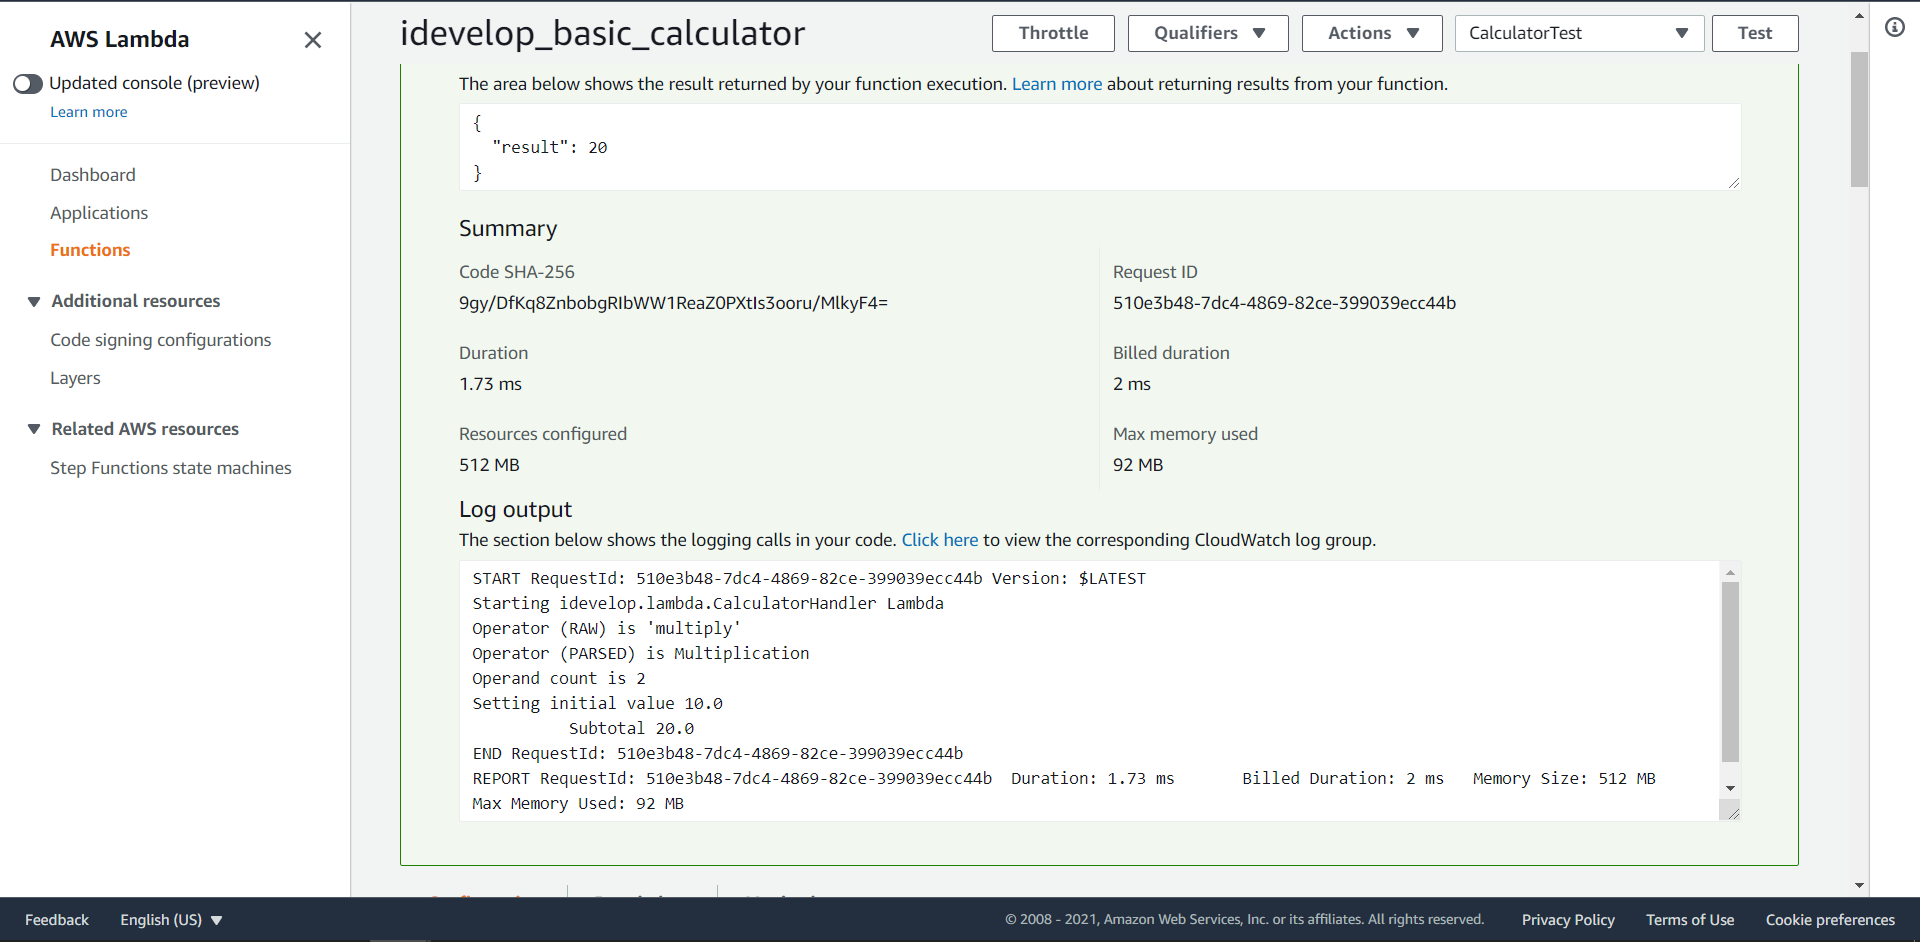 AWS Lambda
Updated console (preview)
Learn more
Dashboard
Applications
Functions
Additional resources
Code signing configurations
Layers
Related AWS resources
Step Functions state machines
idevelop_basic_calculator
Throttle
Qualifiers
Actions
CalculatorTest
Test
The area below shows the result returned by your function execution. Learn more about returning results from your function.
{
"result": 20
}
Summary
Code SHA-256
9gy/DfKq8ZnbobgRIbWW1ReaZ0PXtIs3ooru/MlkyF4=
Request ID
510e3b48-7dc4-4869-82ce-399039ecc44b
Duration
1.73 ms
Billed duration
2 ms
Resources configured
512 MB
Max memory used
92 MB
Log output
The section below shows the logging calls in your code. Click here to view the corresponding CloudWatch log group.
START RequestId: 510e3b48-7dc4-4869-82ce-399039ecc44b Version: $LATEST
Starting idevelop.lambda.CalculatorHandler Lambda
Operator (RAW) is 'multiply'
Operator (PARSED) is Multiplication
Operand count is 2
Setting initial value 10.0
Subtotal 20.0
END RequestId: 510e3b48-7dc4-4869-82ce-399039ecc44b
REPORT RequestId: 510e3b48-7dc4-4869-82ce-399039ecc44b Duration: 1.73 ms Billed Duration: 2 ms Memory Size: 512 MB
Max Memory Used: 92 MB
Feedback
English (US)
© 2008 - 2021, Amazon Web Services, Inc. or its affiliates. All rights reserved.
Privacy Policy
Terms of Use
Cookie preferences